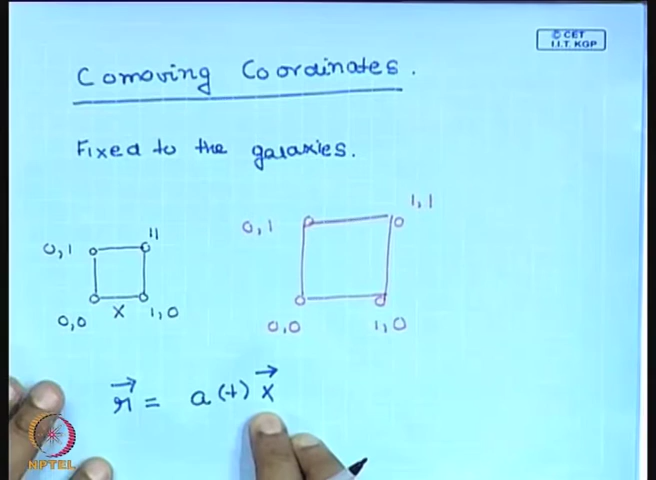 © CET
I.I.T. KGP
Comoving Coordinates.
Fixed to the galaxies.
0,1 11
0,0 x 1,0
0,1 1,1
0,0 1,0
r = a(t) x
NPTEL